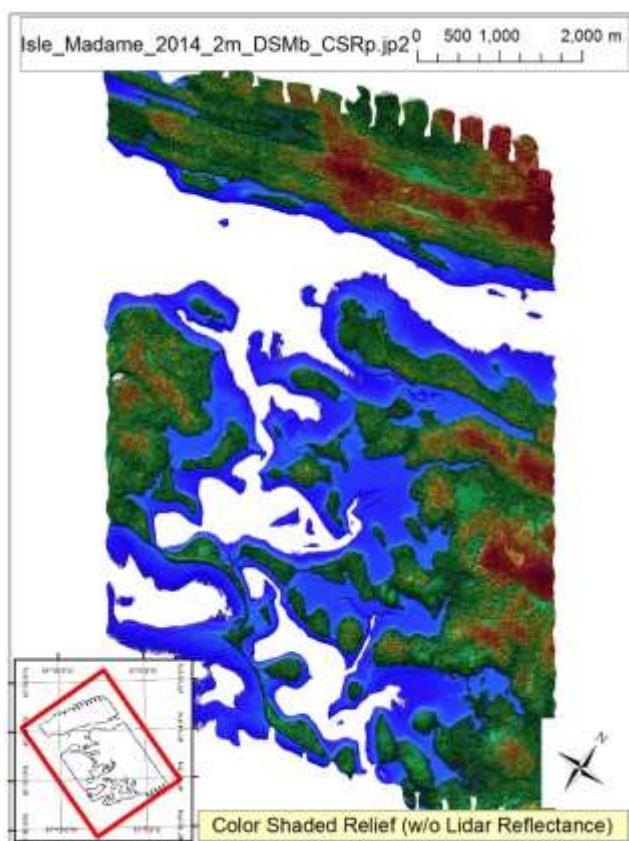 Isle_Madame_2014_2m_DSMb_CSRp.jp2
0 500 1,000 2,000 m
N
Color Shaded Relief (w/o Lidar Reflectance)